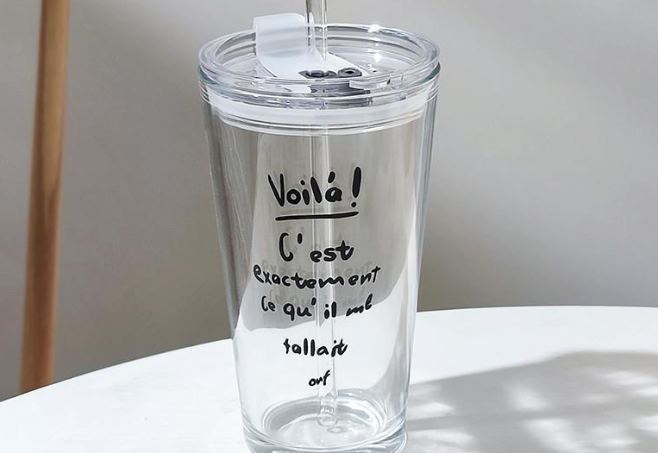 Voilá!
C'est
exactement
ce qu'il me
fallait
ouf